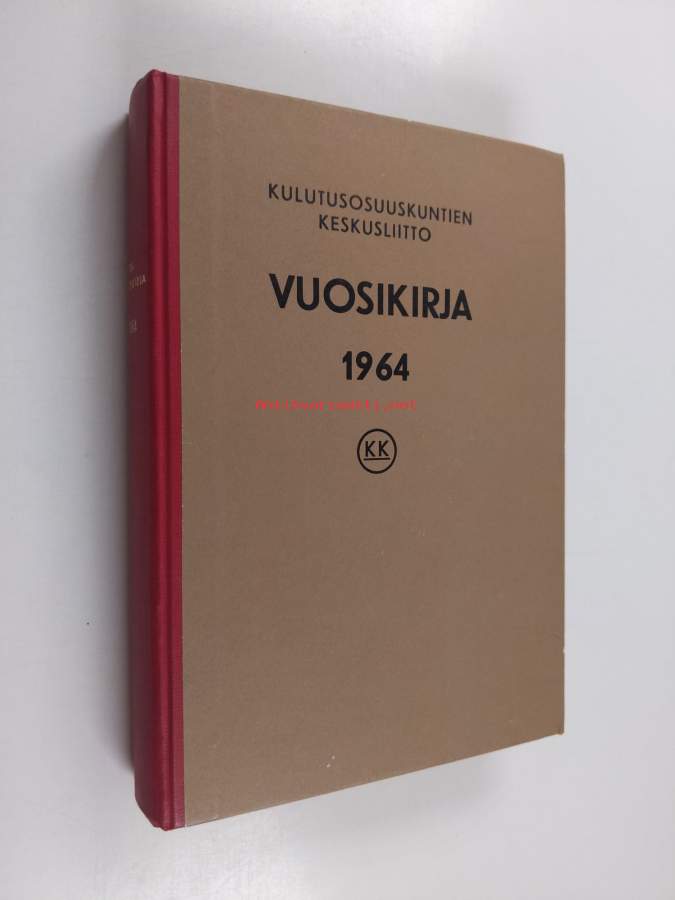 KULUTUSOSUUSKUNTIEN
KESKUSLIITTO
VUOSIKIRJA
1964
KK